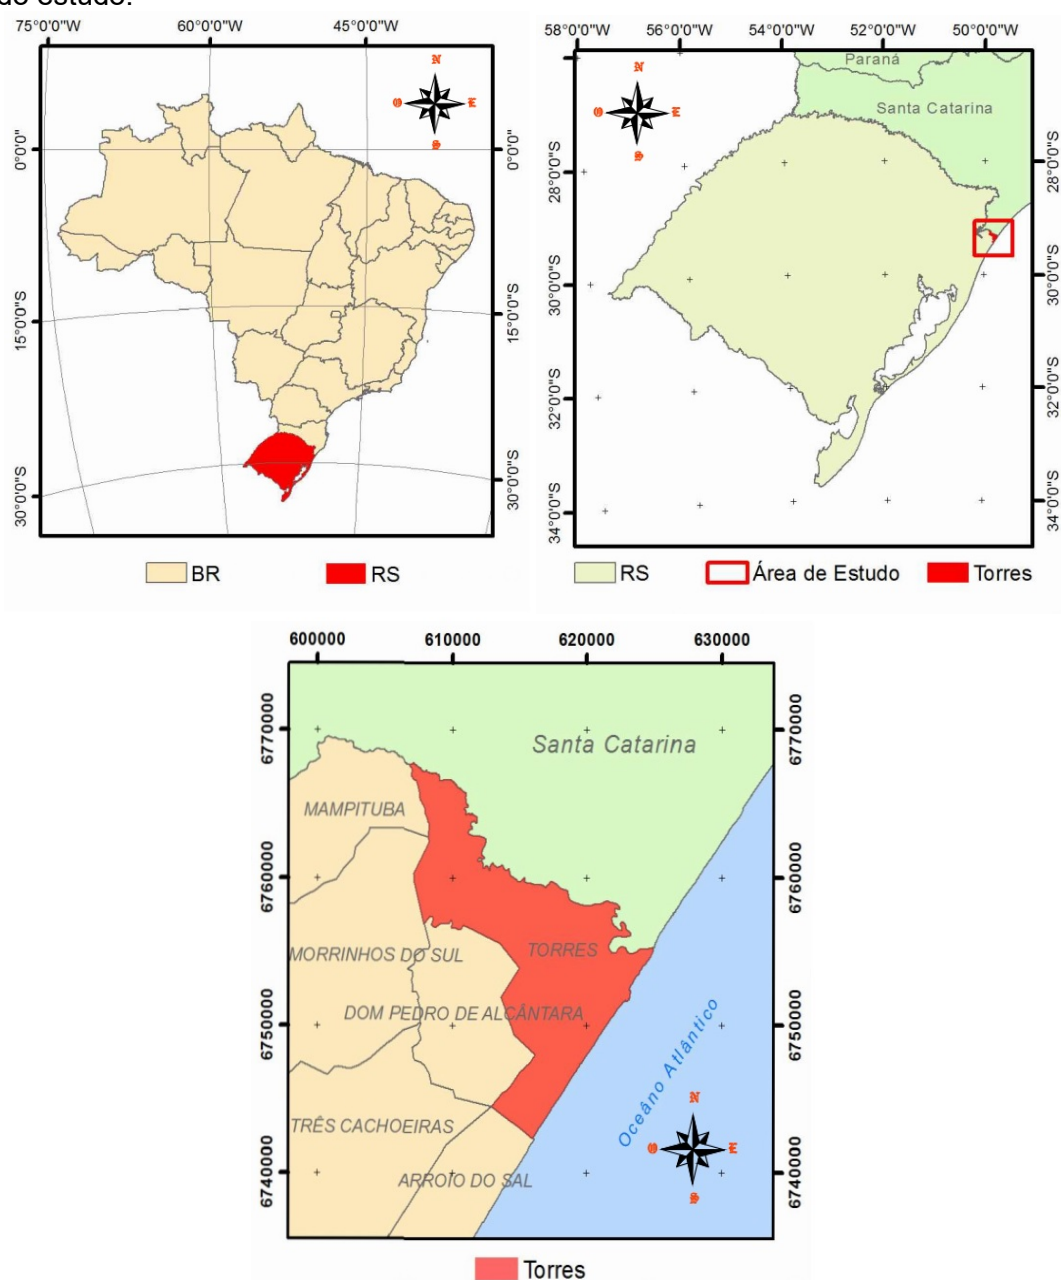 do estudo.
75°0'0"W 60°0'0"W 45°0'0"W
N
O E
S
0°0'0" 0°0'0"
15°0'0"S 15°0'0"S
30°0'0"S 30°0'0"S
BR RS
58°0'0"W 56°0'0"W 54°0'0"W 52°0'0"W 50°0'0"W
Paraná
N
Santa Catarina
O E
S
28°0'0"S 28°0'0"S
30°0'0"S 30°0'0"S
32°0'0"S 32°0'0"S
34°0'0"S 34°0'0"S
RS Área de Estudo Torres
600000 610000 620000 630000
6770000 6770000
Santa Catarina
MAMPITUBA
6760000 6760000
MORRINHOS DO SUL TORRES
DOM PEDRO DE ALCÂNTARA
6750000 6750000
Oceâno Atlântico
N
TRÊS CACHOEIRAS
O E
S
6740000 6740000
ARROIO DO SAL
Torres